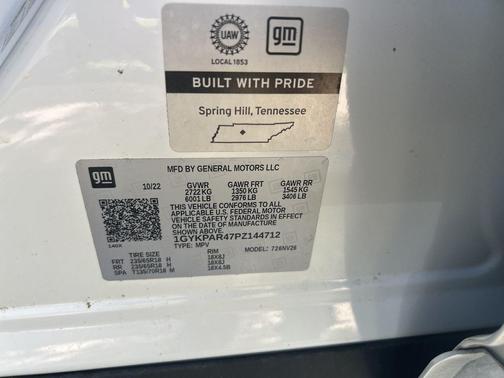 UAW
LOCAL 1853
gm
BUILT WITH PRIDE
Spring Hill, Tennessee
gm
MFD BY GENERAL MOTORS LLC
10/22 GVWR GAWR FRT GAWR RR
2722 KG 1350 KG 1545 KG
6001 LB 2976 LB 3406 LB
THIS VEHICLE CONFORMS TO ALL
APPLICABLE U.S. FEDERAL MOTOR
VEHICLE SAFETY STANDARDS IN
EFFECT ON THE DATE OF MANUFACTURE
SHOWN ABOVE.
1GYKPAR47PZ144712
TYPE: MPV MODEL: 726NV26
TIRE SIZE RIM
FRT 235/65R18 H 18X8J
RR 235/65R18 H 18X8J
SPA T135/70R18 M 18X4.5B